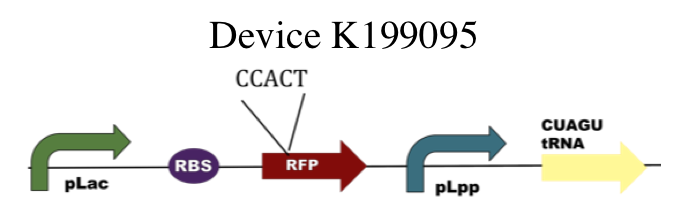 Device K199095
CCACT
CUAGU
tRNA
RBS
RFP
pLac
pLpp